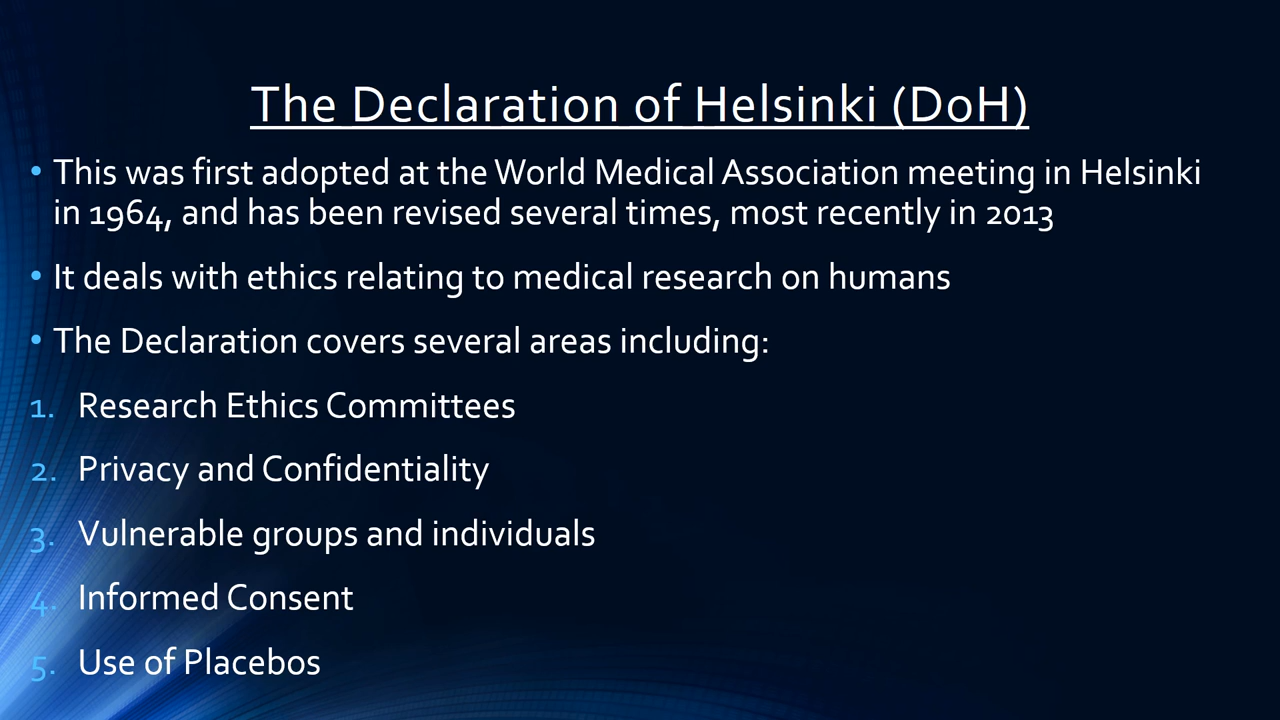 The Declaration of Helsinki (DoH)
• This was first adopted at the World Medical Association meeting in Helsinki
in 1964, and has been revised several times, most recently in 2013
• It deals with ethics relating to medical research on humans
• The Declaration covers several areas including:
1. Research Ethics Committees
2. Privacy and Confidentiality
3. Vulnerable groups and individuals
4. Informed Consent
5. Use of Placebos